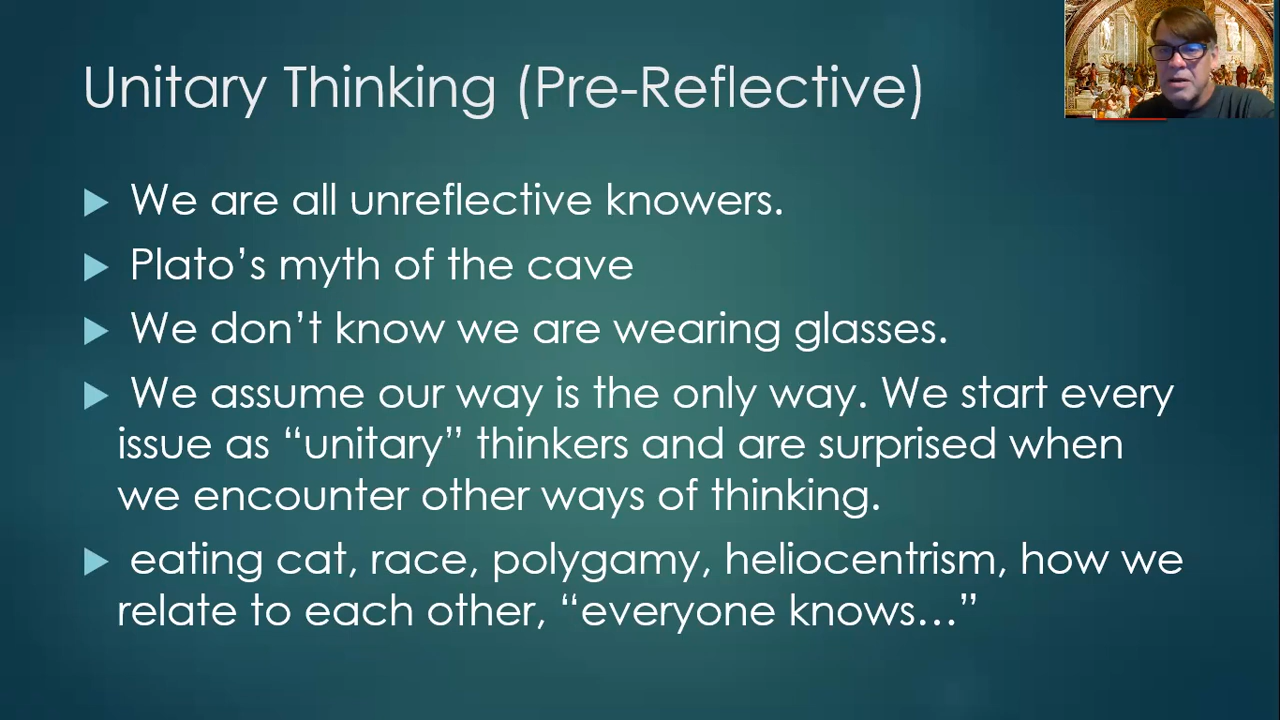 Unitary Thinking (Pre-Reflective)
We are all unreflective knowers.
Plato’s myth of the cave
We don’t know we are wearing glasses.
We assume our way is the only way. We start every
issue as “unitary” thinkers and are surprised when
we encounter other ways of thinking.
eating cat, race, polygamy, heliocentrism, how we
relate to each other, “everyone knows…”